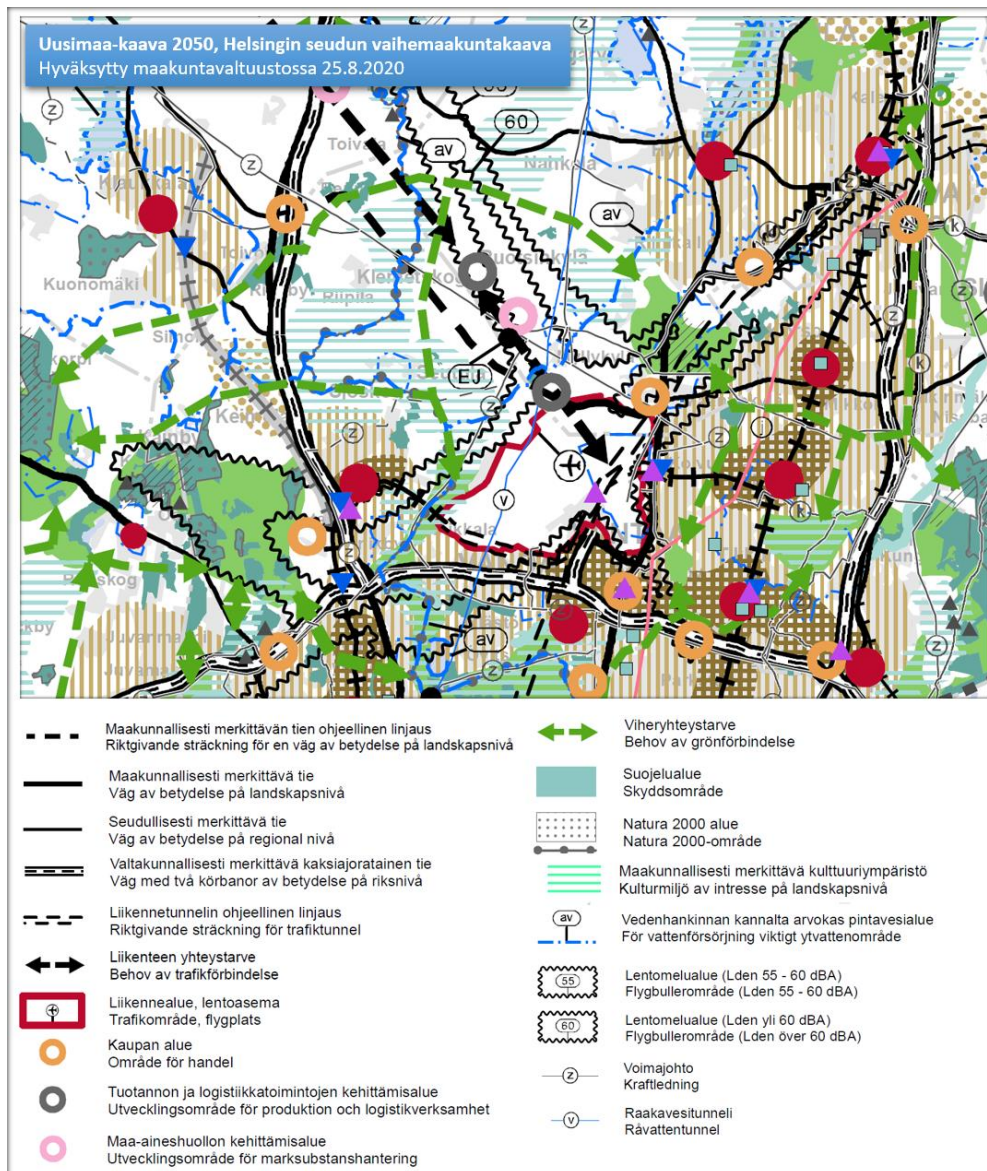 Uusimaa-kaava 2050, Helsingin seudun vaihemaakuntakaava
Hyväksytty maakuntavaltuustossa 25.8.2020
Toivola
60
av
Nahkela
av
Kuonomäki
Riipila
EJ
z
v
k
av
Maakunnallisesti merkittävän tien ohjeellinen linjaus
Riktgivande sträckning för en väg av betydelse på landskapsnivå
Maakunnallisesti merkittävä tie
Väg av betydelse på landskapsnivå
Seudullisesti merkittävä tie
Väg av betydelse på regional nivå
Valtakunnallisesti merkittävä kaksiajoratainen tie
Väg med två körbanor av betydelse på riksnivå
Liikennetunnelin ohjeellinen linjaus
Riktgivande sträckning för trafiktunnel
Liikenteen yhteystarve
Behov av trafikförbindelse
Liikennealue, lentoasema
Trafikområde, flygplats
Kaupan alue
Område för handel
Tuotannon ja logistiikkatoimintojen kehittämisalue
Utvecklingsområde för produktion och logistikverksamhet
Maa-aineshuollon kehittämisalue
Utvecklingsområde för marksubstanshantering
Viheryhteystarve
Behov av grönförbindelse
Suojelualue
Skyddsområde
Natura 2000 alue
Natura 2000-område
Maakunnallisesti merkittävä kulttuuriympäristö
Kulturmiljö av intresse på landskapsnivå
av
Vedenhankinnan kannalta arvokas pintavesialue
För vattenförsörjning viktigt ytvattenområde
55
Lentomelualue (Lden 55 - 60 dBA)
Flygbullerområde (Lden 55 - 60 dBA)
60
Lentomelualue (Lden yli 60 dBA)
Flygbullerområde (Lden över 60 dBA)
z
Voimajohto
Kraftledning
v
Raakavesitunneli
Råvattentunnel